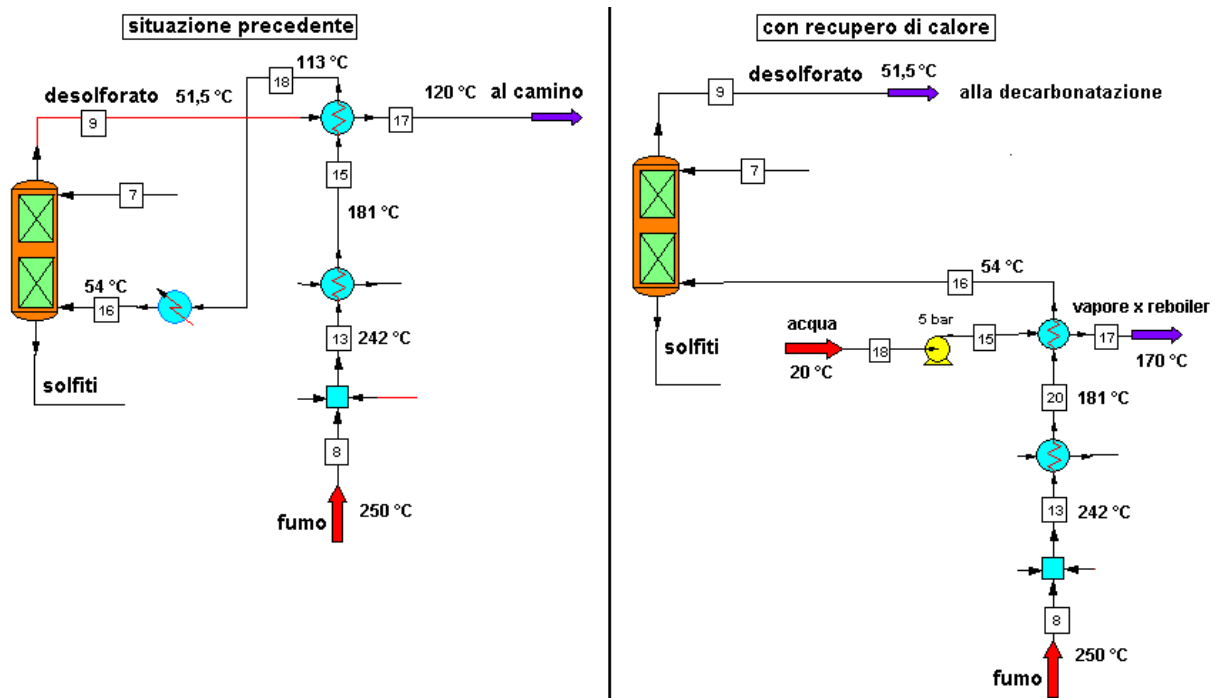 situazione precedente
113 °C
18
desolforato
51,5 °C
120 °C
al camino
9
17
15
7
181 °C
54 °C
16
13
242 °C
solfiti
8
250 °C
fumo
con recupero di calore
desolforato
51,5 °C
9
alla decarbonatazione
7
54 °C
16
vapore x reboiler
acqua
5 bar
15
17
18
solfiti
20 °C
170 °C
20
181 °C
13
242 °C
8
250 °C
fumo